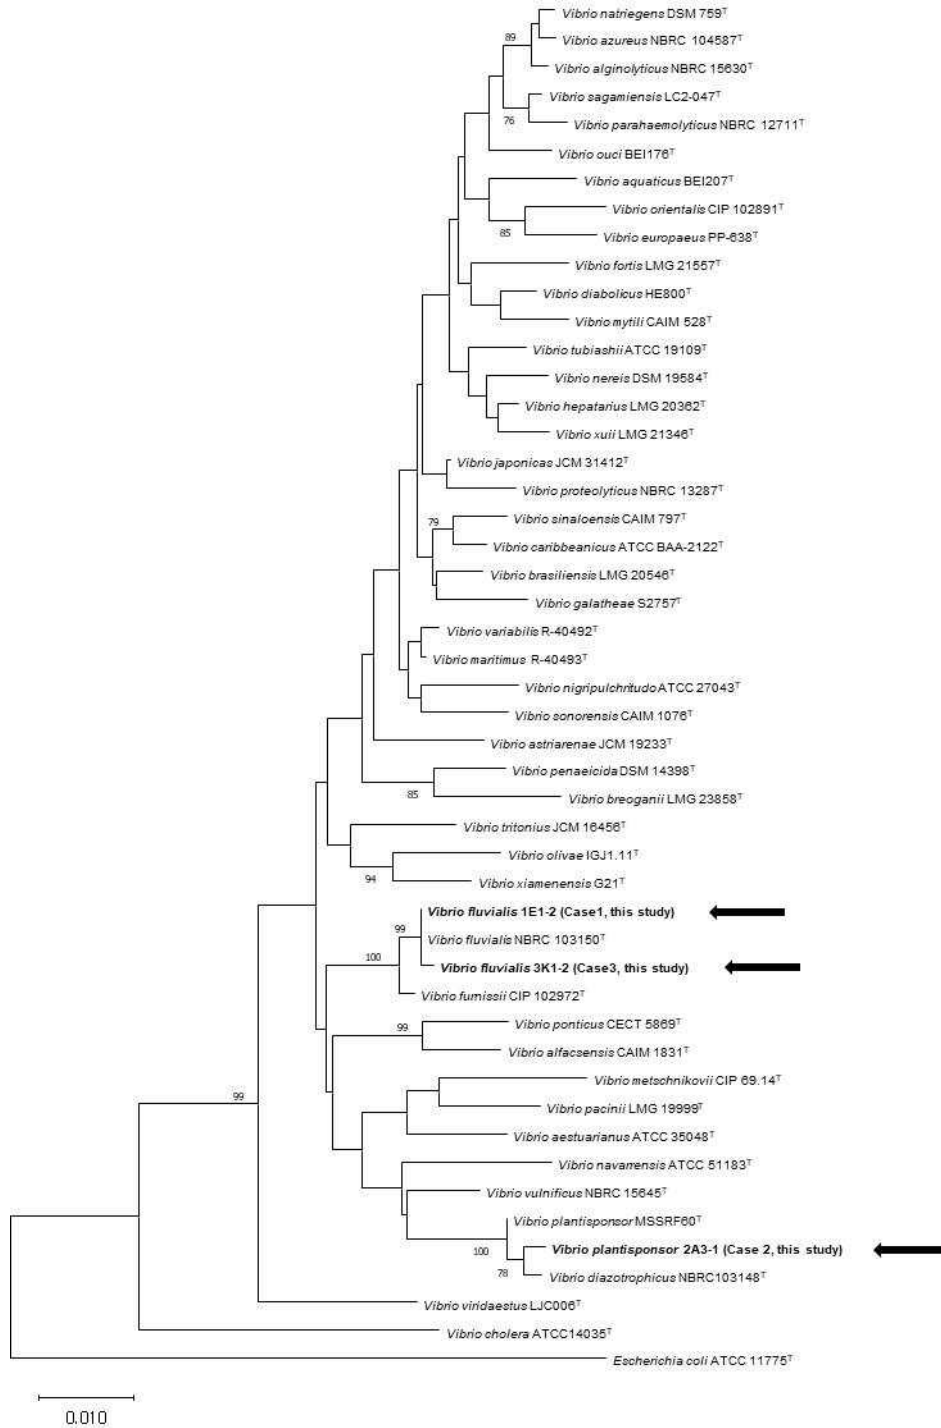 Vibrio natriegens DSM 759T
89
Vibrio azureus NBRC 104587T
Vibrio alginolyticus NBRC 15630T
Vibrio sagamiensis LC2-047T
76
Vibrio parahaemolyticus NBRC 12711T
Vibrio ouci BEI176T
Vibrio aquaticus BEI207T
Vibrio orientalis CIP 102891T
85
Vibrio europaeus PP-638T
Vibrio fortis LMG 21557T
Vibrio diabolicus HE800T
Vibrio mytili CAIM 528T
Vibrio tubiashii ATCC 19109T
Vibrio nereis DSM 19584T
Vibrio hepatarius LMG 20362T
Vibrio xuii LMG 21346T
Vibrio japonicas JCM 31412T
Vibrio proteolyticus NBRC 13287T
79
Vibrio sinaloensis CAIM 797T
Vibrio caribbeanicus ATCC BAA-2122T
Vibrio brasiliensis LMG 20546T
Vibrio galatheae S2757T
Vibrio variabilis R-40492T
Vibrio maritimus R-40493T
Vibrio nigripulchritudo ATCC 27043T
Vibrio sonorensis CAIM 1076T
Vibrio astriarenae JCM 19233T
Vibrio penaeicida DSM 14398T
85
Vibrio breoganii LMG 23858T
Vibrio tritonius JCM 16456T
Vibrio olivae IGJ1.11T
94
Vibrio xiamenensis G21T
Vibrio fluvialis 1E1-2 (Case1, this study)
99
Vibrio fluvialis NBRC 103150T
100
Vibrio fluvialis 3K1-2 (Case3, this study)
Vibrio furnissii CIP 102972T
99
Vibrio ponticus CECT 5869T
Vibrio alfacsensis CAIM 1831T
Vibrio metschnikovii CIP 69.14T
99
Vibrio pacinii LMG 19999T
Vibrio aestuarianus ATCC 35048T
Vibrio navarrensis ATCC 51183T
Vibrio vulnificus NBRC 15645T
Vibrio plantisponsor MSSRF60T
100
Vibrio plantisponsor 2A3-1 (Case 2, this study)
78
Vibrio diazotrophicus NBRC103148T
Vibrio viridaestus LJC006T
Vibrio cholera ATCC14035T
Escherichia coli ATCC 11775T
0.010